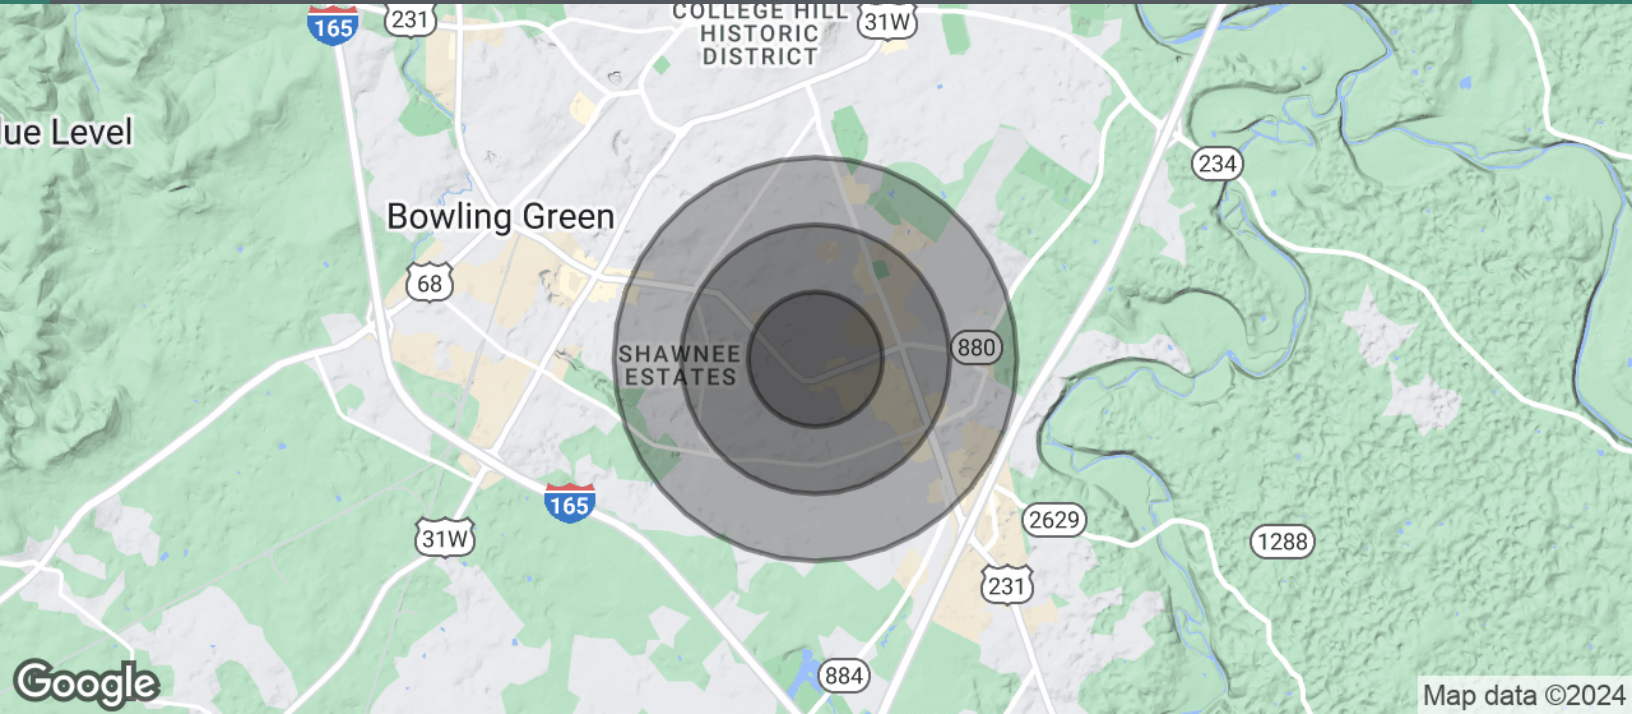 165
231
COLLEGE HILL
HISTORIC
DISTRICT
31W
lue Level
234
Bowling Green
68
SHAWNEE
ESTATES
880
165
31W
2629
1288
231
884
Google
Map data ©2024